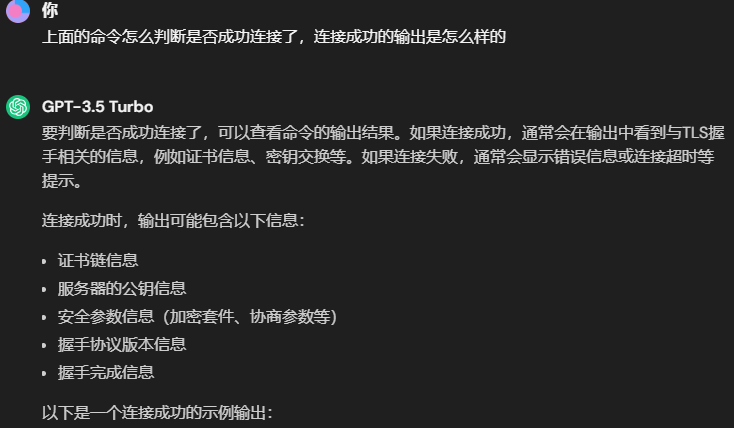 你
上面的命令怎么判断是否成功连接了，连接成功的输出是怎么样的
GPT-3.5 Turbo
要判断是否成功连接了，可以查看命令的输出结果。如果连接成功，通常会在输出中看到与TLS握
手相关的信息，例如证书信息、密钥交换等。如果连接失败，通常会显示错误信息或连接超时等
提示。
连接成功时，输出可能包含以下信息：
• 证书链信息
• 服务器的公钥信息
• 安全参数信息（加密套件、协商参数等）
• 握手协议版本信息
• 握手完成信息
以下是一个连接成功的示例输出：